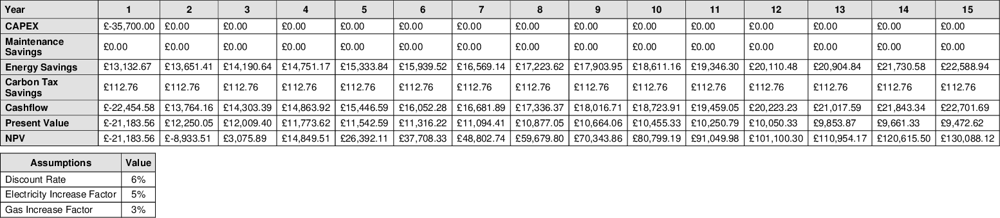 Year 1 2 3 4 5 6 7 8 9 10 11 12 13 14 15
CAPEX £-35,700.00 £0.00 £0.00 £0.00 £0.00 £0.00 £0.00 £0.00 £0.00 £0.00 £0.00 £0.00 £0.00 £0.00 £0.00
Maintenance
Savings £0.00 £0.00 £0.00 £0.00 £0.00 £0.00 £0.00 £0.00 £0.00 £0.00 £0.00 £0.00 £0.00 £0.00 £0.00
Energy Savings £13,132.67 £13,651.41 £14,190.64 £14,751.17 £15,333.84 £15,939.52 £16,569.14 £17,223.62 £17,903.95 £18,611.16 £19,346.30 £20,110.48 £20,904.84 £21,730.58 £22,588.94
Carbon Tax
Savings £112.76 £112.76 £112.76 £112.76 £112.76 £112.76 £112.76 £112.76 £112.76 £112.76 £112.76 £112.76 £112.76 £112.76 £112.76
Cashflow £-22,454.58 £13,764.16 £14,303.39 £14,863.92 £15,446.59 £16,052.28 £16,681.89 £17,336.37 £18,016.71 £18,723.91 £19,459.05 £20,223.23 £21,017.59 £21,843.34 £22,701.69
Present Value £-21,183.56 £12,250.05 £12,009.40 £11,773.62 £11,542.59 £11,316.22 £11,094.41 £10,877.05 £10,664.06 £10,455.33 £10,250.79 £10,050.33 £9,853.87 £9,661.33 £9,472.62
NPV £-21,183.56 £-8,933.51 £3,075.89 £14,849.51 £26,392.11 £37,708.33 £48,802.74 £59,679.80 £70,343.86 £80,799.19 £91,049.98 £101,100.30 £110,954.17 £120,615.50 £130,088.12
Assumptions Value
Discount Rate 6%
Electricity Increase Factor 5%
Gas Increase Factor 3%